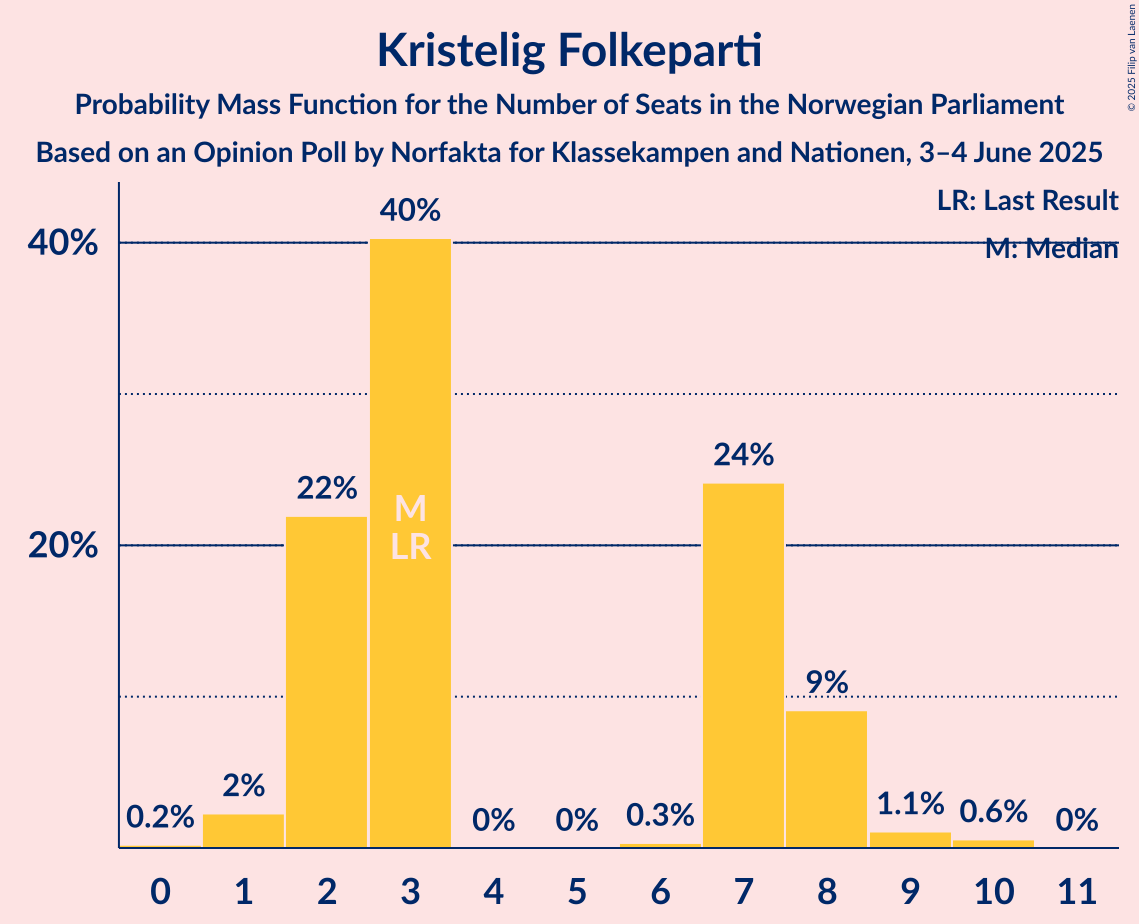 Kristelig Folkeparti
Probability Mass Function for the Number of Seats in the Norwegian Parliament
Based on an Opinion Poll by Norfakta for Klassekampen and Nationen, 3–4 June 2025
© 2025 Filip van Laenen
LR: Last Result
M: Median
40%
20%
0.2%
2%
22%
40%
M
LR
0%
0%
0.3%
24%
9%
1.1%
0.6%
0%
0 1 2 3 4 5 6 7 8 9 10 11